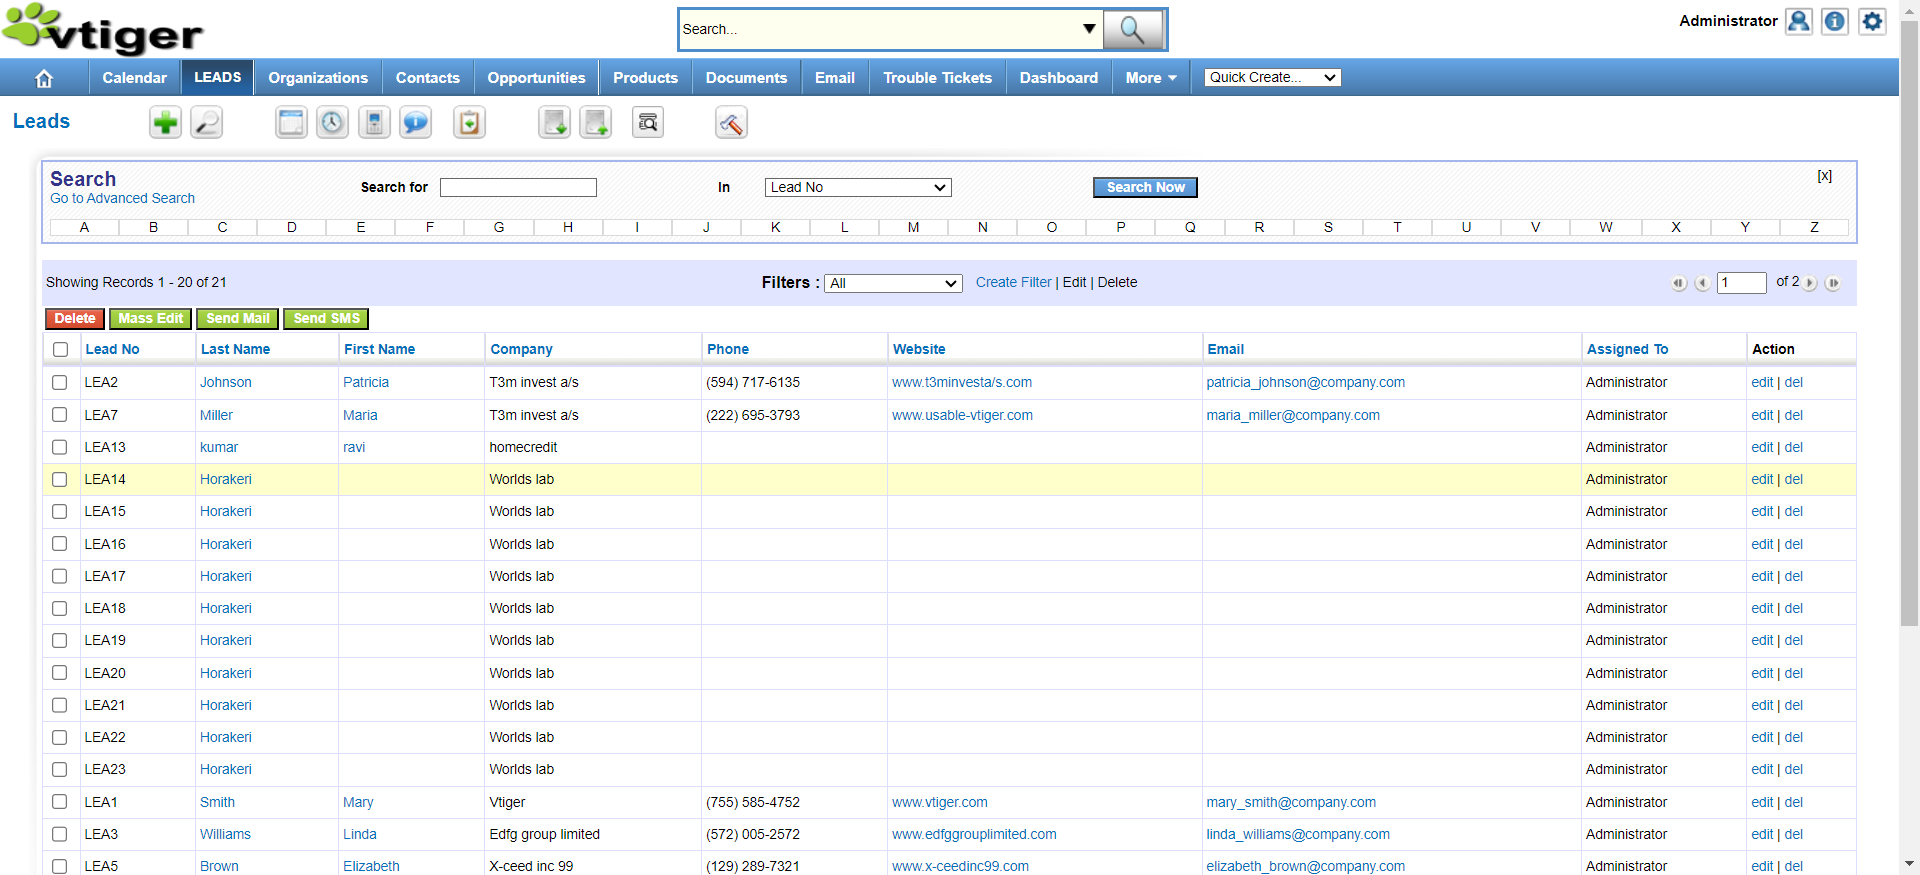 vtiger
Search...
Administrator
Calendar LEADS Organizations Contacts Opportunities Products Documents Email Trouble Tickets Dashboard More Quick Create...
Leads
Search
Go to Advanced Search
Search for In Lead No Search Now [x]
A B C D E F G H I J K L M N O P Q R S T U V W X Y Z
Showing Records 1 - 20 of 21 Filters : All Create Filter | Edit | Delete 1 of 2
Delete Mass Edit Send Mail Send SMS
Lead No Last Name First Name Company Phone Website Email Assigned To Action
LEA2 Johnson Patricia T3m invest a/s (594) 717-6135 www.t3minvesta/s.com patricia_johnson@company.com Administrator edit | del
LEA7 Miller Maria T3m invest a/s (222) 695-3793 www.usable-vtiger.com maria_miller@company.com Administrator edit | del
LEA13 kumar ravi homecredit Administrator edit | del
LEA14 Horakeri Worlds lab Administrator edit | del
LEA15 Horakeri Worlds lab Administrator edit | del
LEA16 Horakeri Worlds lab Administrator edit | del
LEA17 Horakeri Worlds lab Administrator edit | del
LEA18 Horakeri Worlds lab Administrator edit | del
LEA19 Horakeri Worlds lab Administrator edit | del
LEA20 Horakeri Worlds lab Administrator edit | del
LEA21 Horakeri Worlds lab Administrator edit | del
LEA22 Horakeri Worlds lab Administrator edit | del
LEA23 Horakeri Worlds lab Administrator edit | del
LEA1 Smith Mary Vtiger (755) 585-4752 www.vtiger.com mary_smith@company.com Administrator edit | del
LEA3 Williams Linda Edfg group limited (572) 005-2572 www.edfggrouplimited.com linda_williams@company.com Administrator edit | del
LEA5 Brown Elizabeth X-ceed inc 99 (129) 289-7321 www.x-ceedinc99.com elizabeth_brown@company.com Administrator edit | del